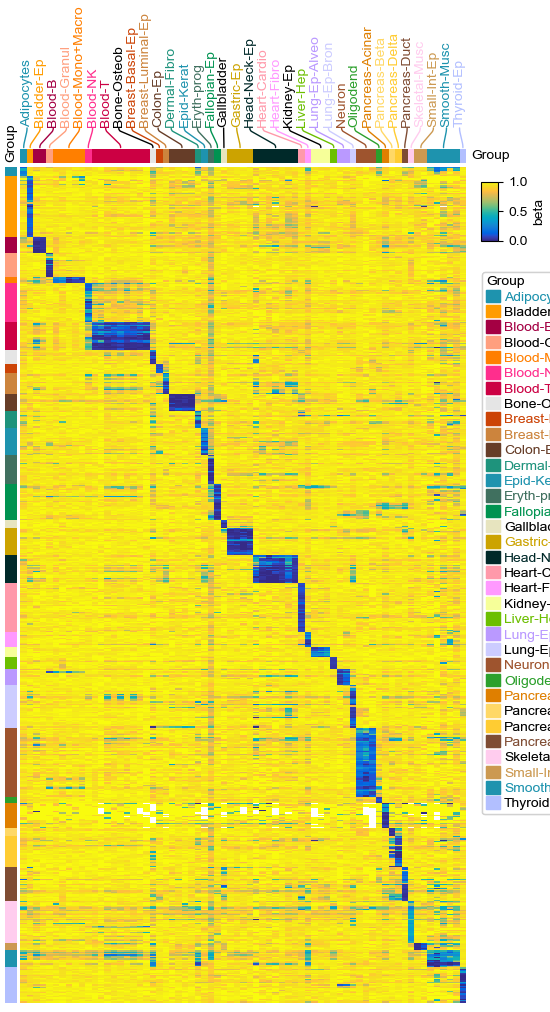 Adipocytes
Bladder-Ep
Blood-B
Blood-Granul
Blood-Mono+Macro
Blood-NK
Blood-T
Bone-Osteob
Breast-Basal-Ep
Breast-Luminal-Ep
Colon-Ep
Dermal-Fibro
Epid-Kerat
Eryth-prog
Fallopian-Ep
Gallbladder
Gastric-Ep
Head-Neck-Ep
Heart-Cardio
Heart-Fibro
Kidney-Ep
Liver-Hep
Lung-Ep-Alveo
Lung-Ep-Bron
Neuron
Oligodend
Pancreas-Acinar
Pancreas-Beta
Pancreas-Delta
Pancreas-Duct
Skeletal-Musc
Small-Int-Ep
Smooth-Musc
Thyroid-Ep
Group
Group
1.0
0.5
0.0
beta
Group
Adipocy
Bladder
Blood-E
Blood-G
Blood-M
Blood-N
Blood-T
Bone-O
Breast-
Breast-
Colon-E
Dermal-
Epid-Ke
Eryth-pr
Fallopia
Gallblad
Gastric-
Head-N
Heart-C
Heart-F
Kidney-
Liver-He
Lung-Ep
Lung-Ep
Neuron
Oligode
Pancrea
Pancrea
Pancrea
Pancrea
Skeleta
Small-In
Smooth
Thyroid